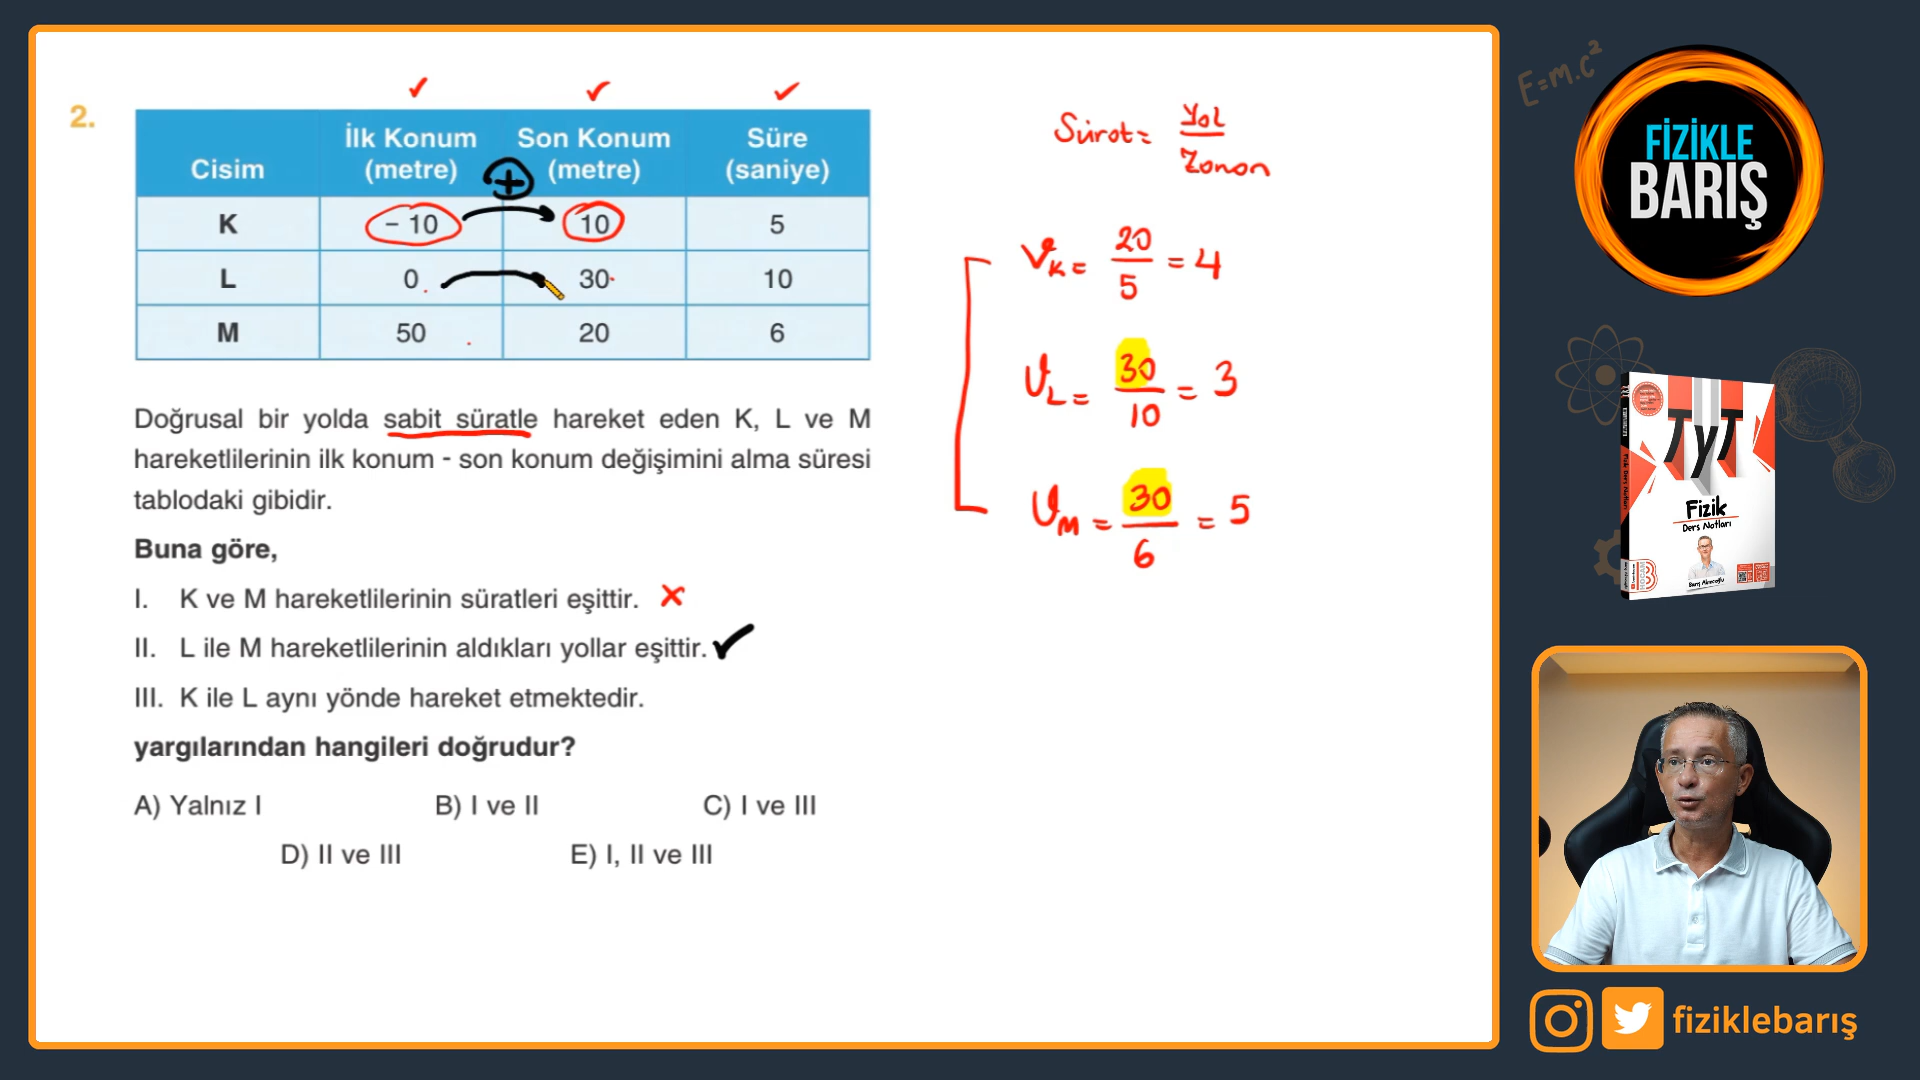 2.
Cisim İlk Konum (metre) Son Konum (metre) Süre (saniye)
K – 10 10 5
L 0 30 10
M 50 20 6
Doğrusal bir yolda sabit süratle hareket eden K, L ve M
hareketlilerinin ilk konum - son konum değişimini alma süresi
tablodaki gibidir.
Buna göre,
I. K ve M hareketlilerinin süratleri eşittir.
II. L ile M hareketlilerinin aldıkları yollar eşittir.
III. K ile L aynı yönde hareket etmektedir.
yargılarından hangileri doğrudur?
A) Yalnız I B) I ve II C) I ve III
D) II ve III E) I, II ve III
+
Sürat = Yol / Zaman
VK = 20 / 5 = 4
VL = 30 / 10 = 3
VM = 30 / 6 = 5
E=m.c²
FİZİKLE
BARIŞ
TYT
Fizik
Ders Notları
fiziklebarış